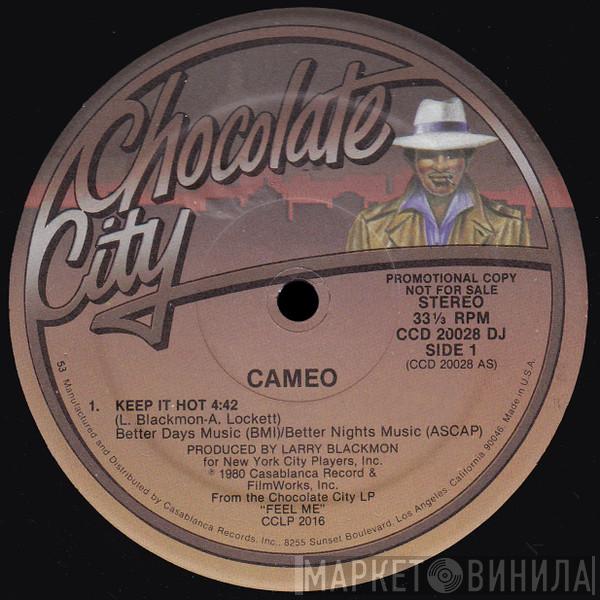 Chocolate
City
PROMOTIONAL COPY
NOT FOR SALE
STEREO
33⅓ RPM
CCD 20028 DJ
SIDE 1
(CCD 20028 AS)
CAMEO
1. KEEP IT HOT 4:42
(L. Blackmon-A. Lockett)
Better Days Music (BMI)/Better Nights Music (ASCAP)
PRODUCED BY LARRY BLACKMON
for New York City Players, Inc.
℗ 1980 Casablanca Record &
FilmWorks, Inc.
From the Chocolate City LP
"FEEL ME"
CCLP 2016
53 Manufactured and Distributed by Casablanca Records, Inc., 8255 Sunset Boulevard, Los Angeles, California 90046. Made in U.S.A.
МАРКЕТ ВИНИЛА